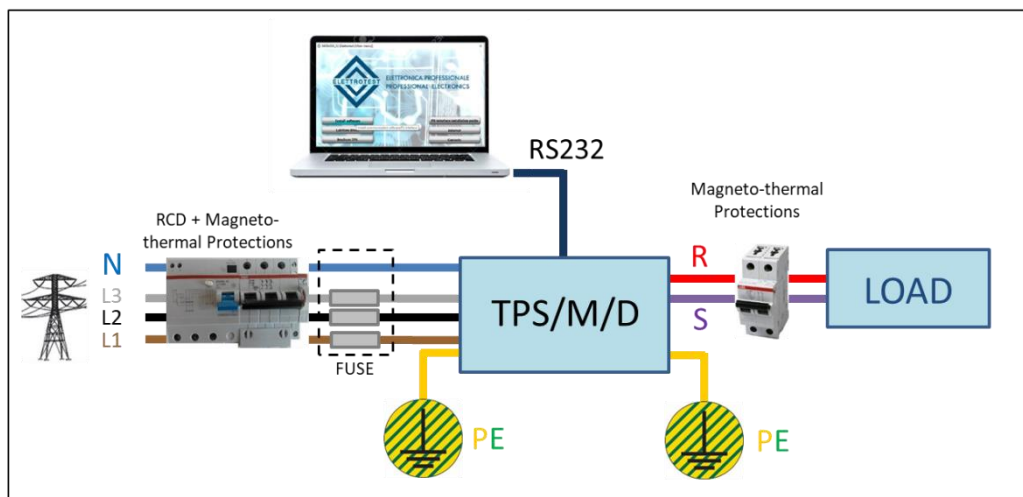 ELETTROTEST
ELETTRONICA PROFESSIONALE
PROFESSIONAL ELECTRONICS
RS232
RCD + Magneto-
thermal Protections
Magneto-thermal
Protections
N
L3
L2
L1
FUSE
TPS/M/D
R
S
LOAD
PE
PE